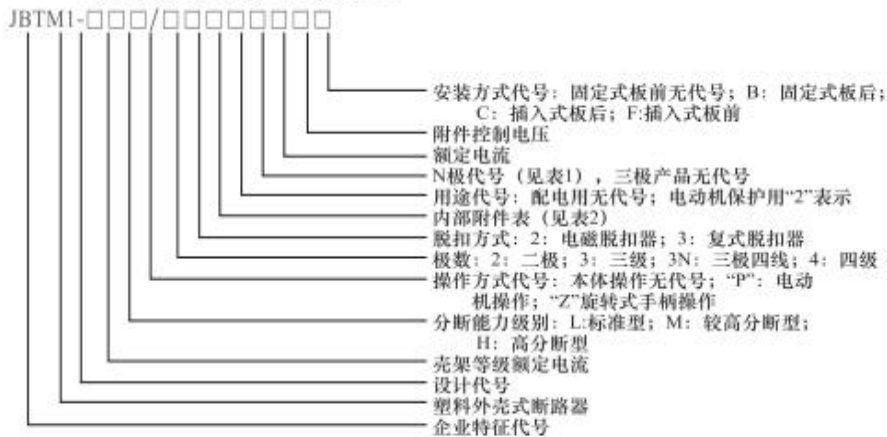 JBTM1-□□□/□□□□□□□□
安装方式代号：固定式板前无代号；B：固定式板后；
C：插入式板后；F:插入式板前
附件控制电压
额定电流
N极代号（见表1），三极产品无代号
用途代号：配电用无代号；电动机保护用“2”表示
内部附件表（见表2）
脱扣方式：2：电磁脱扣器；3：复式脱扣器
极数：2：二极；3：三级；3N：三极四线；4：四级
操作方式代号：本体操作无代号；“P”：电动
机操作；“Z”旋转式手柄操作
分断能力级别：L:标准型；M：较高分断型；
H：高分断型
壳架等级额定电流
设计代号
塑料外壳式断路器
企业特征代号